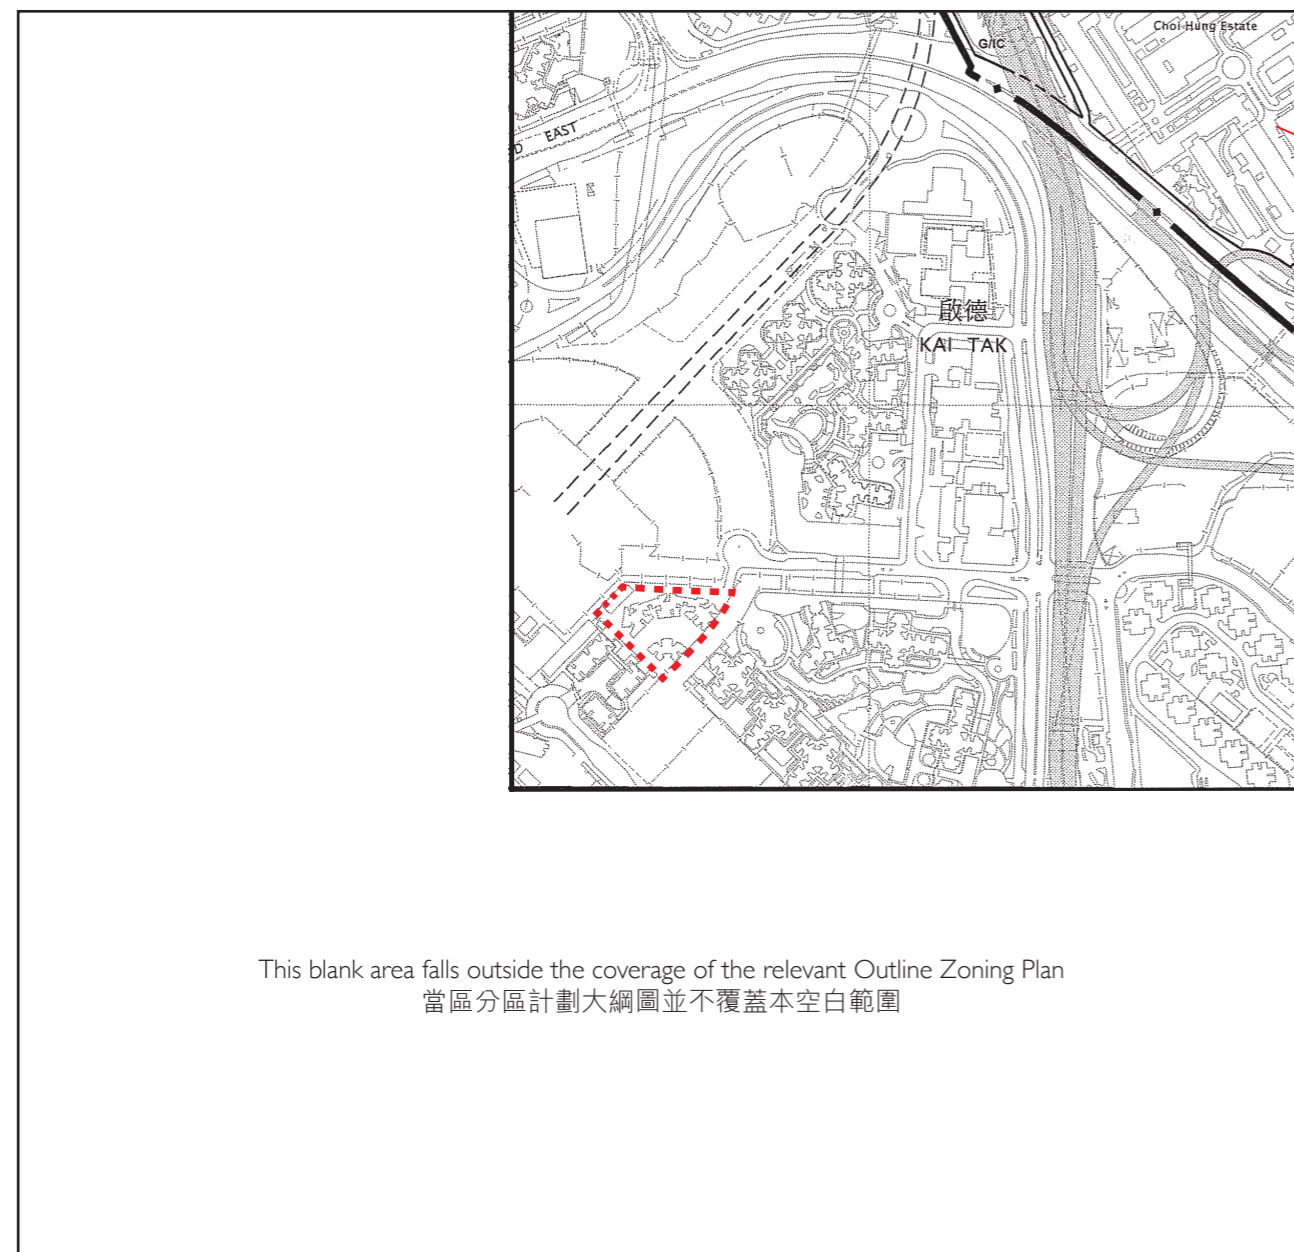 Choi Hung Estate
G/IC
D EAST
啟德
KAI TAK
This blank area falls outside the coverage of the relevant Outline Zoning Plan
當區分區計劃大綱圖並不覆蓋本空白範圍